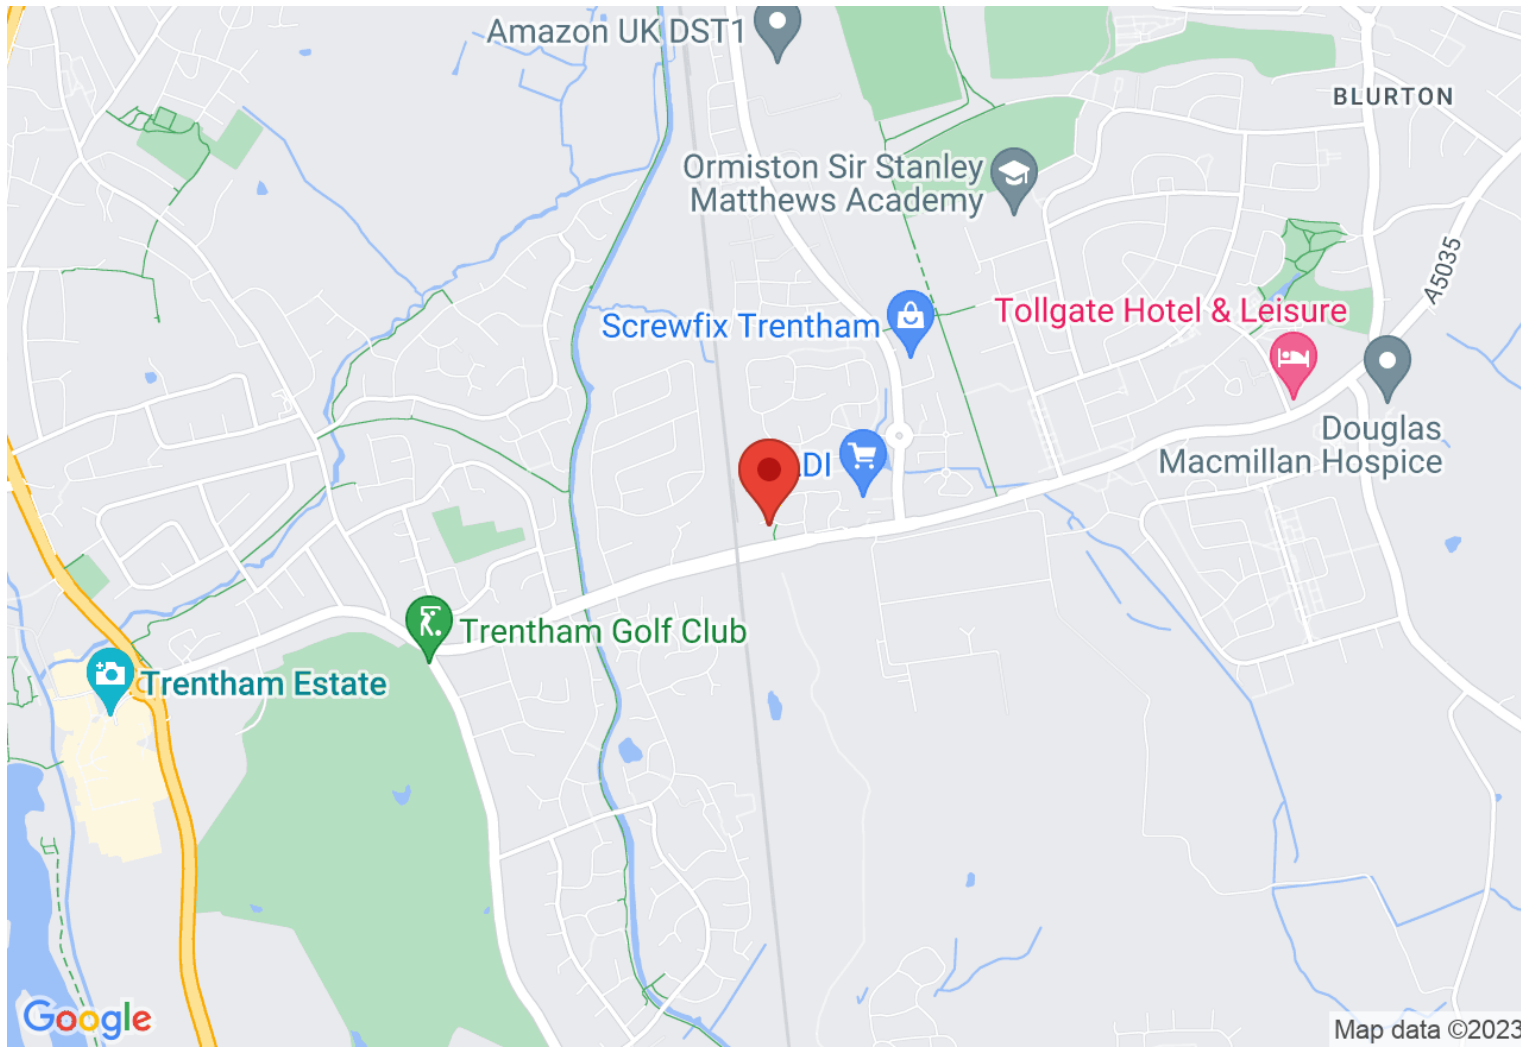 Amazon UK DST1
BLURTON
Ormiston Sir Stanley
Matthews Academy
A5035
Tollgate Hotel & Leisure
Screwfix Trentham
Douglas
Macmillan Hospice
DI
Trentham Golf Club
Trentham Estate
Google
Map data ©2023